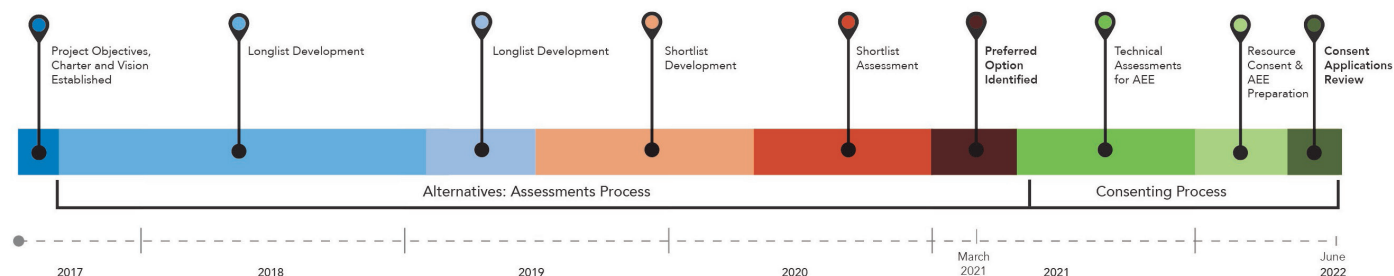 Project Objectives,
Charter and Vision
Established
Longlist Development
Longlist Development
Shortlist
Development
Shortlist
Assessment
Preferred
Option
Identified
Technical
Assessments
for AEE
Resource
Consent &
AEE
Preparation
Consent
Applications
Review
Alternatives: Assessments Process
Consenting Process
March
2021
June
2017
2018
2019
2020
2021
2022